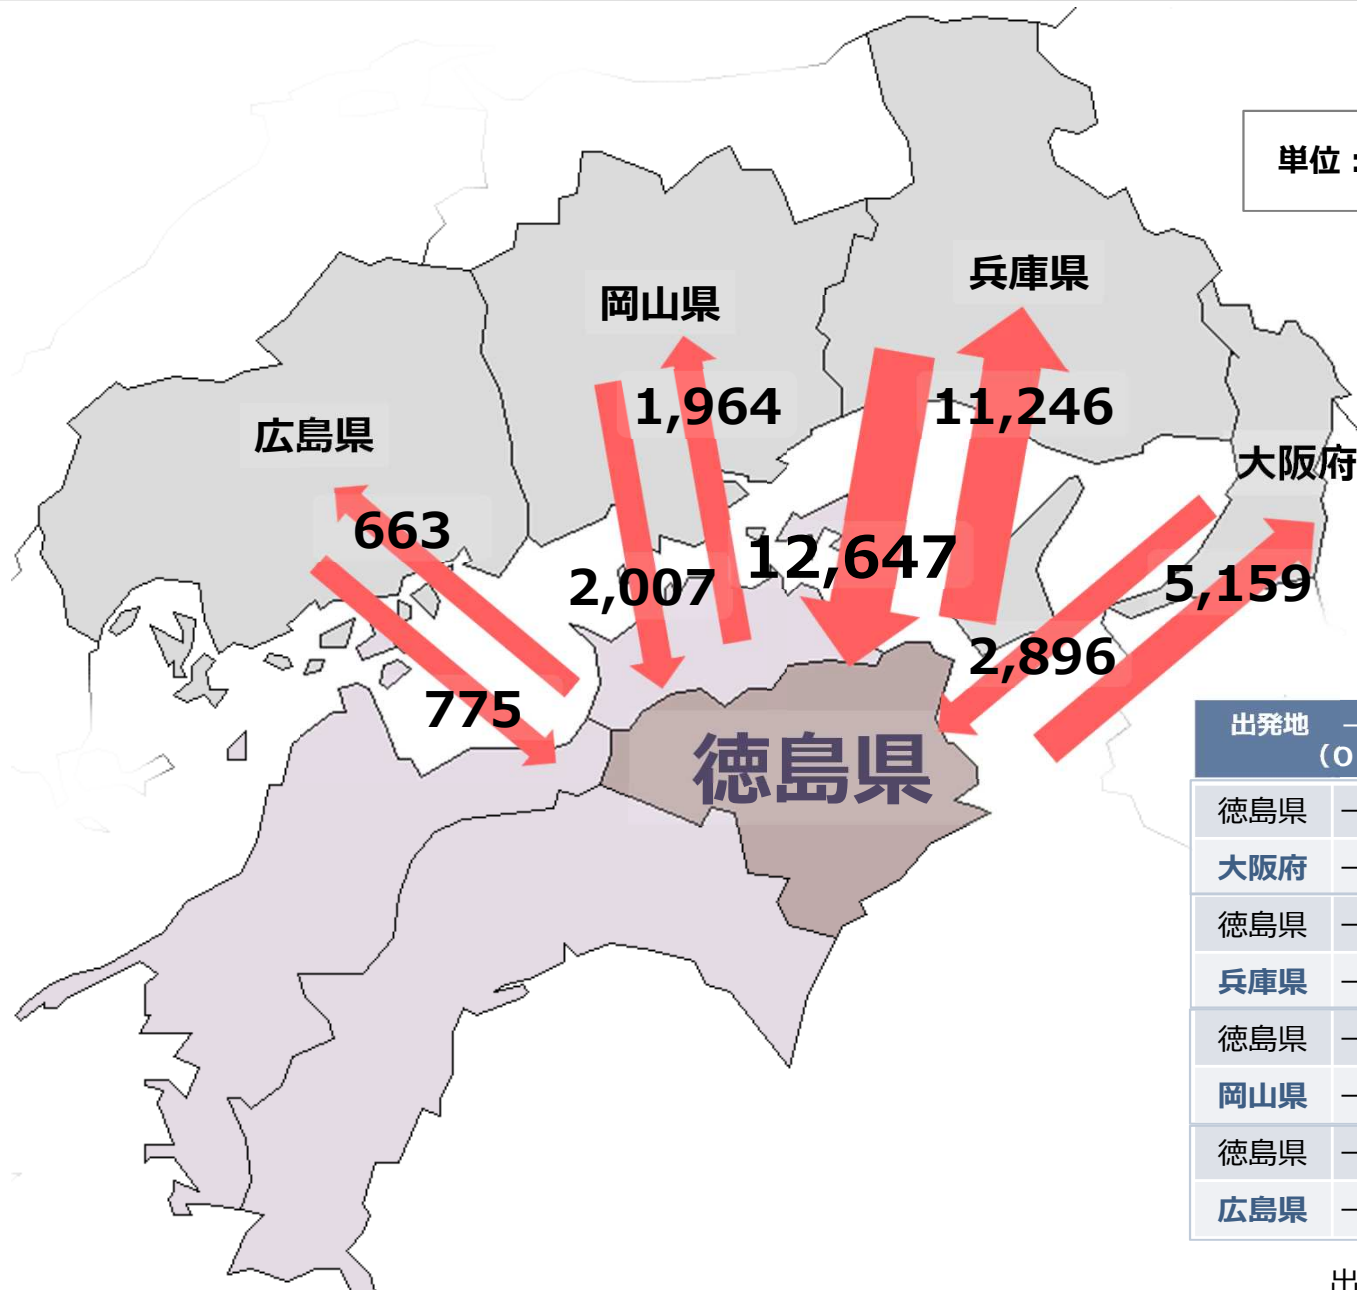 単位：
兵庫県
岡山県
1,964
11,246
広島県
大阪府
663
12,647
2,007
5,159
2,896
775
徳島県
出発地 －
（O
徳島県 －
大阪府 －
徳島県 －
兵庫県 －
徳島県 －
岡山県 －
徳島県 －
広島県 －
出